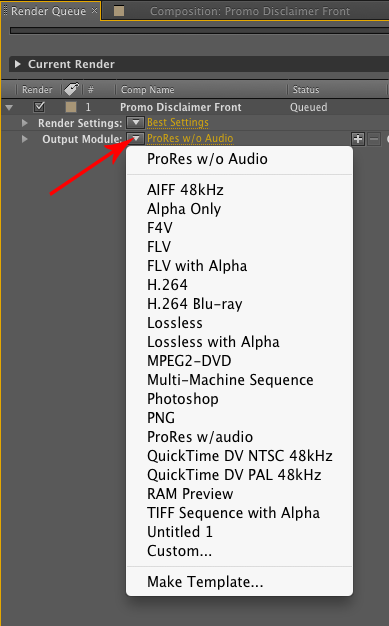 Render Queue × Composition: Promo Disclaimer Front
Current Render
Render # Comp Name Status
1 Promo Disclaimer Front Queued
Render Settings: Best Settings
Output Module: ProRes w/o Audio
ProRes w/o Audio
AIFF 48kHz
Alpha Only
F4V
FLV
FLV with Alpha
H.264
H.264 Blu-ray
Lossless
Lossless with Alpha
MPEG2-DVD
Multi-Machine Sequence
Photoshop
PNG
ProRes w/audio
QuickTime DV NTSC 48kHz
QuickTime DV PAL 48kHz
RAM Preview
TIFF Sequence with Alpha
Untitled 1
Custom...
Make Template...